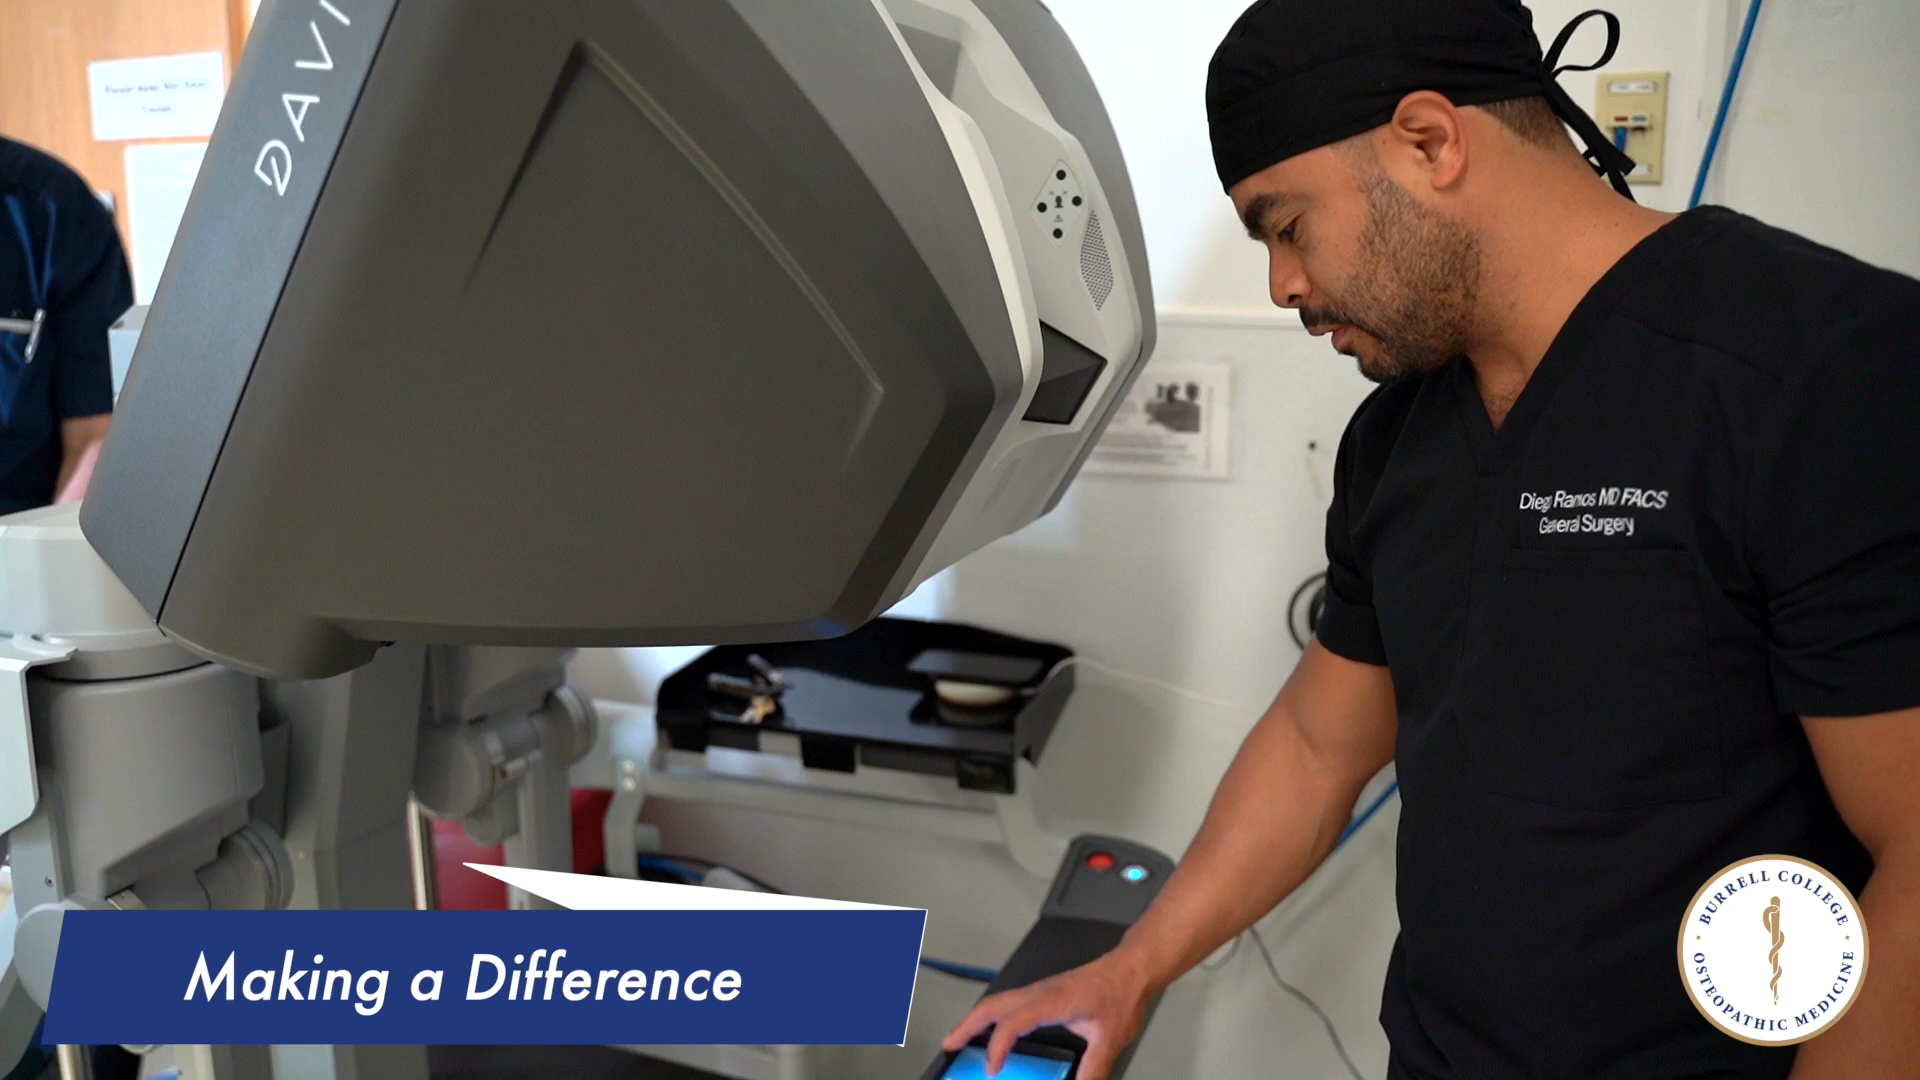 DAVI
Diego Ramos MD FACS
General Surgery
Making a Difference
BURRELL COLLEGE
OSTEOPATHIC MEDICINE